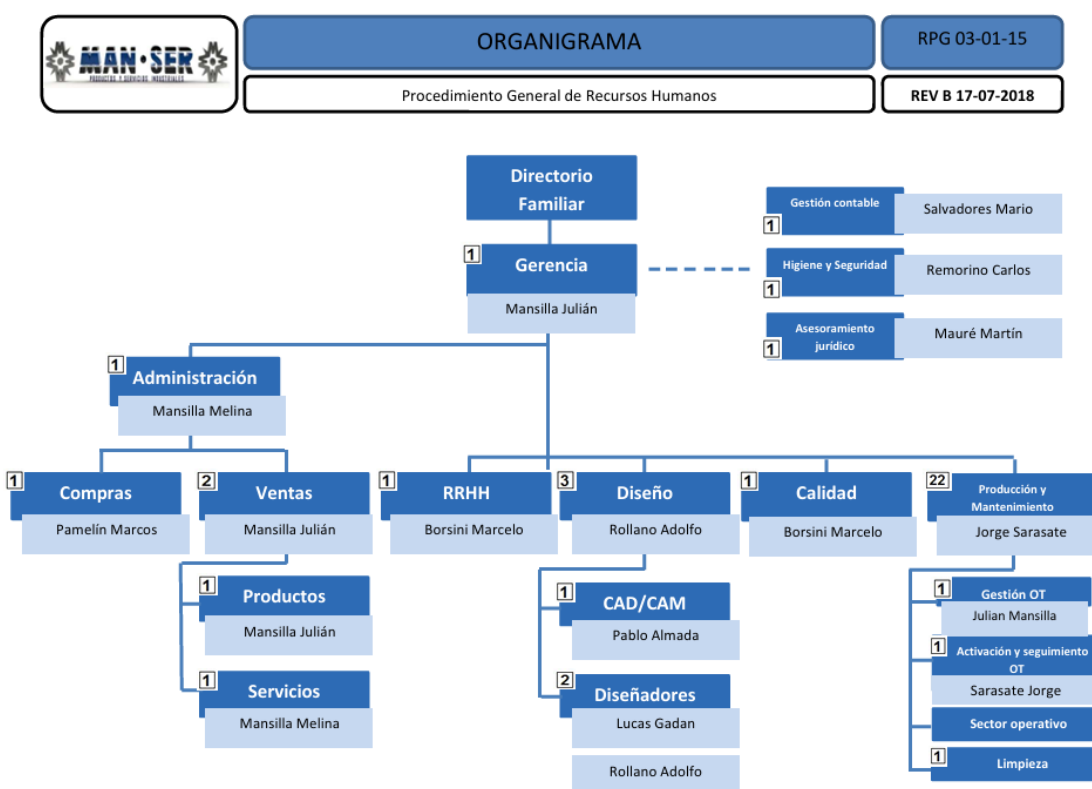 MAN·SER
PRODUCTOS Y SERVICIOS INDUSTRIALES
ORGANIGRAMA
RPG 03-01-15
Procedimiento General de Recursos Humanos
REV B 17-07-2018
Directorio
Familiar
1
Gerencia
Mansilla Julián
Gestión contable
1
Salvadores Mario
Higiene y Seguridad
1
Remorino Carlos
Asesoramiento
jurídico
1
Mauré Martín
1
Administración
Mansilla Melina
1
Compras
Pamelín Marcos
2
Ventas
Mansilla Julián
1
RRHH
Borsini Marcelo
3
Diseño
Rollano Adolfo
1
Calidad
Borsini Marcelo
22
Producción y
Mantenimiento
Jorge Sarasate
1
Productos
Mansilla Julián
1
Servicios
Mansilla Melina
1
CAD/CAM
Pablo Almada
2
Diseñadores
Lucas Gadan
Rollano Adolfo
1
Gestión OT
Julian Mansilla
1
Activación y seguimiento
OT
Sarasate Jorge
Sector operativo
1
Limpieza